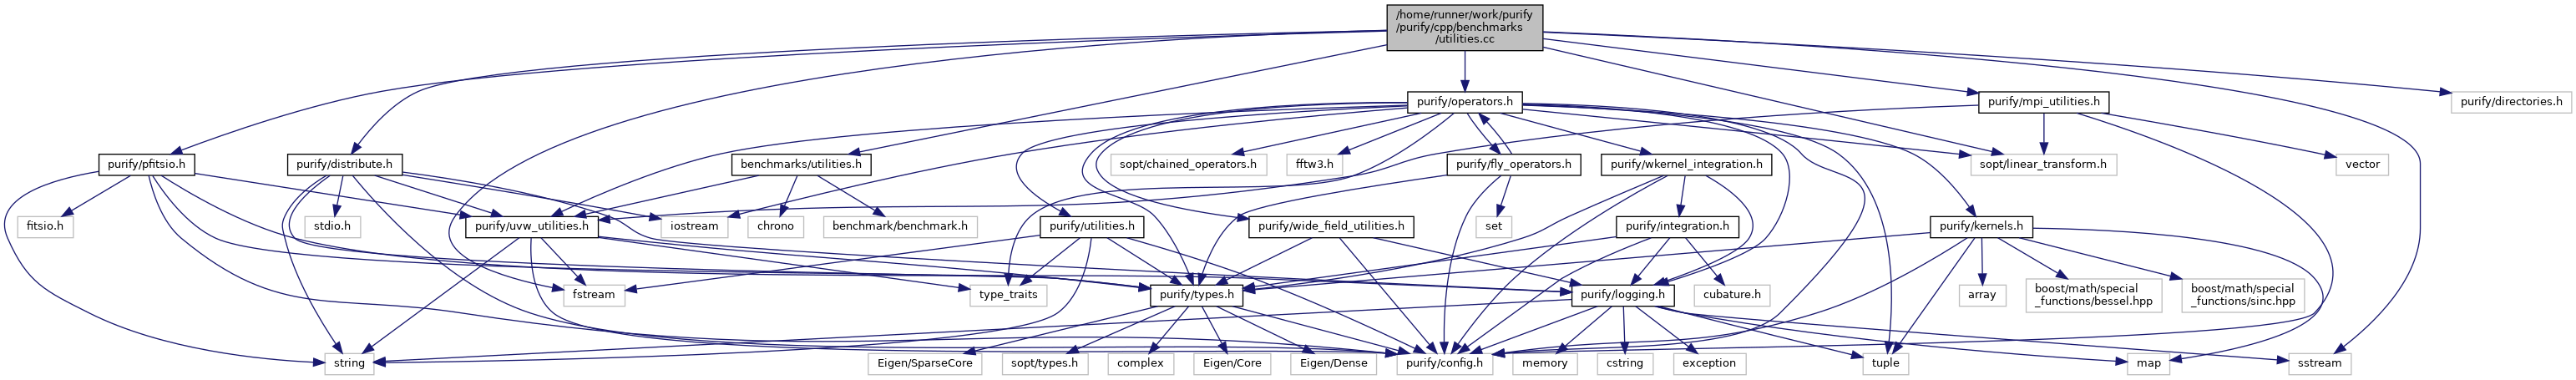 /home/runner/work/purify
/purify/cpp/benchmarks
/utilities.cc
purify/operators.h
purify/mpi_utilities.h
purify/directories.h
purify/pfitsio.h
purify/distribute.h
benchmarks/utilities.h
sopt/chained_operators.h
fftw3.h
purify/fly_operators.h
purify/wkernel_integration.h
sopt/linear_transform.h
vector
fitsio.h
stdio.h
purify/uvw_utilities.h
iostream
chrono
benchmark/benchmark.h
purify/utilities.h
purify/wide_field_utilities.h
set
purify/integration.h
purify/kernels.h
fstream
type_traits
purify/types.h
purify/logging.h
cubature.h
array
boost/math/special
_functions/bessel.hpp
boost/math/special
_functions/sinc.hpp
string
Eigen/SparseCore
sopt/types.h
complex
Eigen/Core
Eigen/Dense
purify/config.h
memory
cstring
exception
tuple
map
sstream